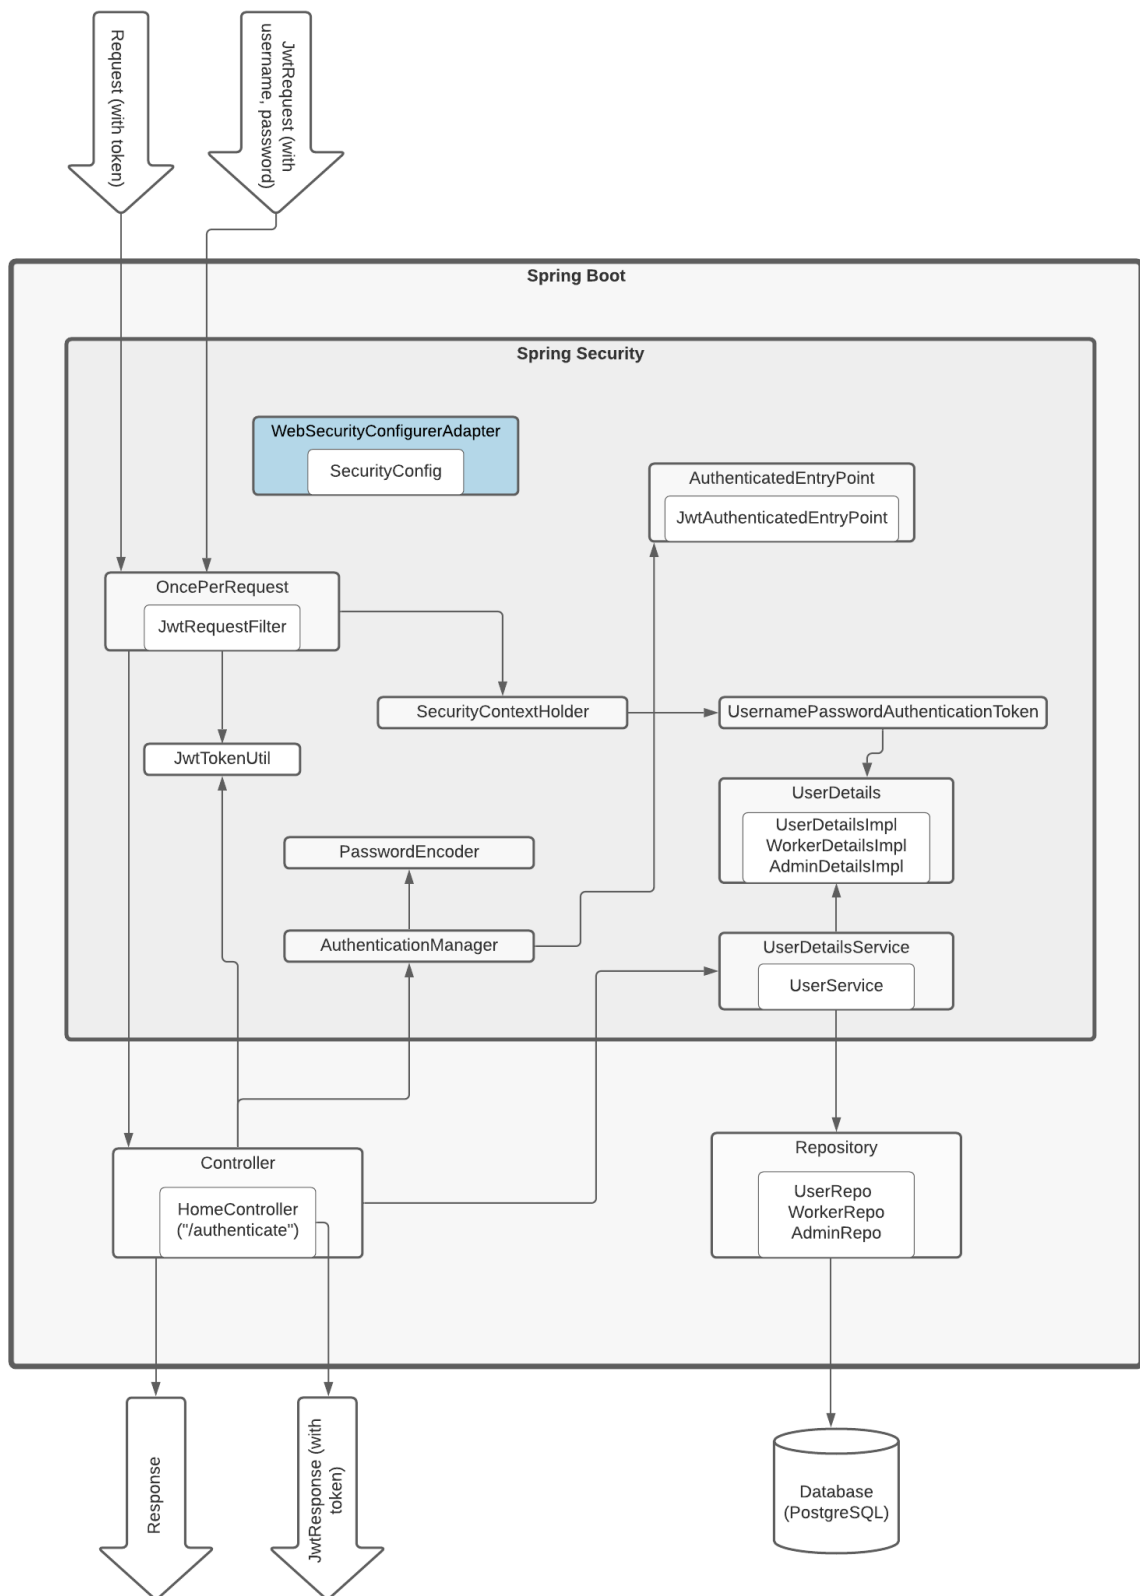 Request (with token)
JwtRequest (with
username, password)
Spring Boot
Spring Security
WebSecurityConfigurerAdapter
SecurityConfig
AuthenticatedEntryPoint
JwtAuthenticatedEntryPoint
OncePerRequest
JwtRequestFilter
SecurityContextHolder
UsernamePasswordAuthenticationToken
JwtTokenUtil
UserDetails
UserDetailsImpl
WorkerDetailsImpl
AdminDetailsImpl
PasswordEncoder
AuthenticationManager
UserDetailsService
UserService
Controller
HomeController
("/authenticate")
Repository
UserRepo
WorkerRepo
AdminRepo
Response
JwtResponse (with
token)
Database
(PostgreSQL)